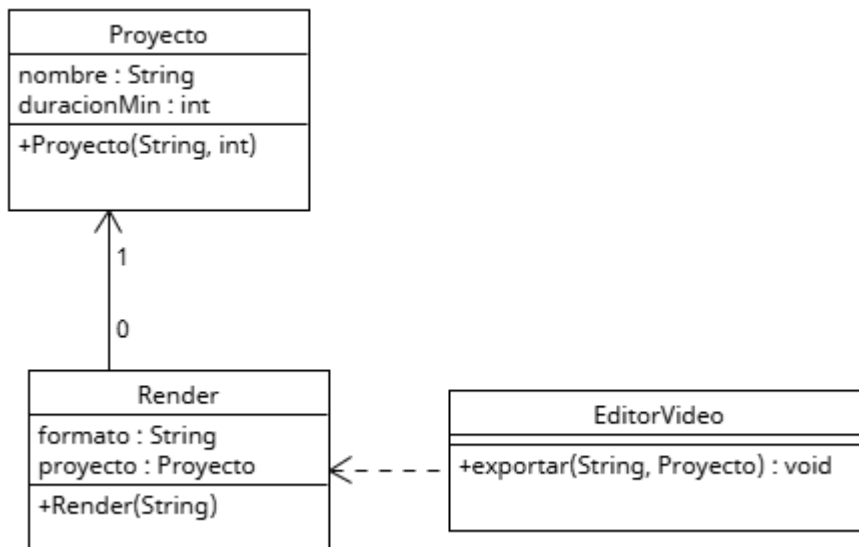 Proyecto
nombre : String
duracionMin : int
+Proyecto(String, int)
1
0
Render
formato : String
proyecto : Proyecto
+Render(String)
EditorVideo
+exportar(String, Proyecto) : void